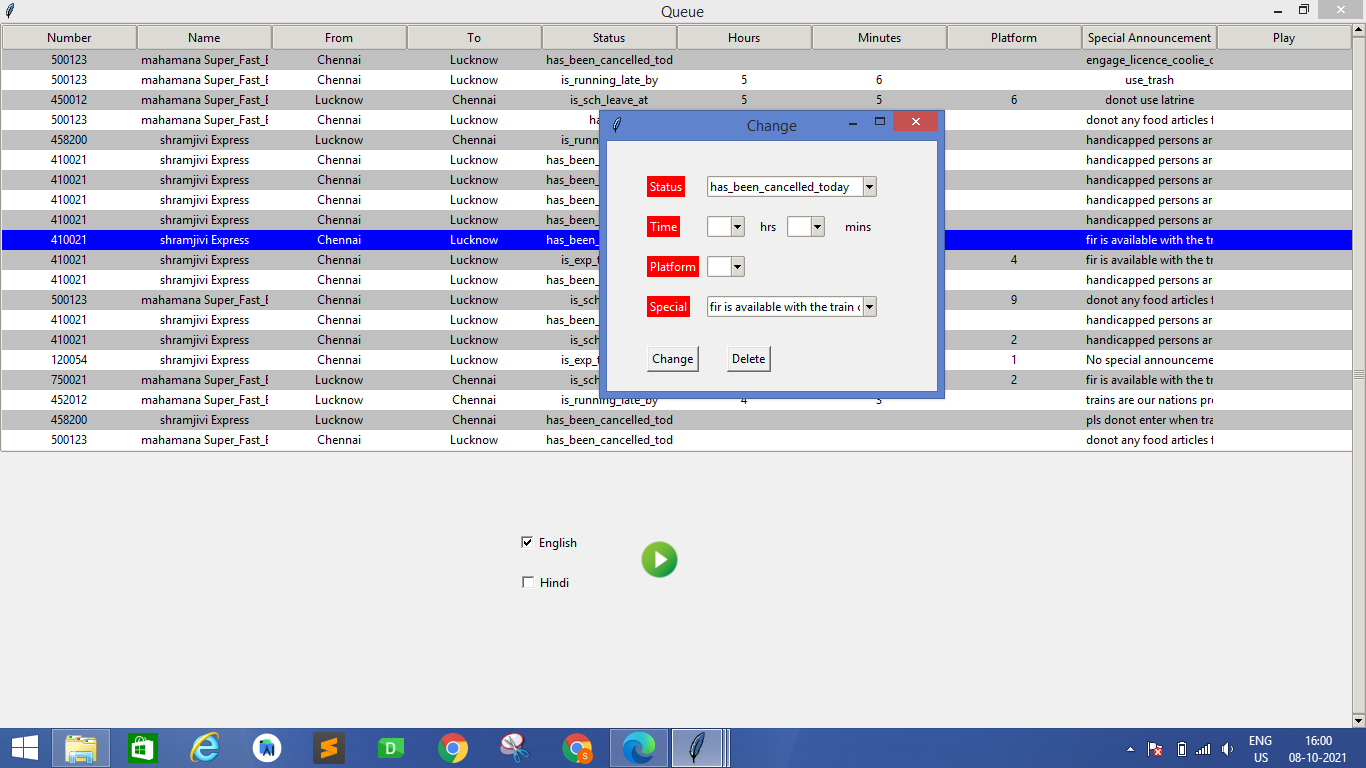 Queue
Number Name From To Status Hours Minutes Platform Special Announcement Play
500123 mahamana Super_Fast_E Chennai Lucknow has_been_cancelled_tod engage_licence_coolie_c
500123 mahamana Super_Fast_E Chennai Lucknow is_running_late_by 5 6 use_trash
450012 mahamana Super_Fast_E Lucknow Chennai is_sch_leave_at 5 5 6 donot use latrine
500123 mahamana Super_Fast_E Chennai Lucknow ha donot any food articles f
458200 shramjivi Express Lucknow Chennai is_runn handicapped persons ar
410021 shramjivi Express Chennai Lucknow has_been_ handicapped persons ar
410021 shramjivi Express Chennai Lucknow has_been_ handicapped persons ar
410021 shramjivi Express Chennai Lucknow has_been_ handicapped persons ar
410021 shramjivi Express Chennai Lucknow has_been_ handicapped persons ar
410021 shramjivi Express Chennai Lucknow has_been_ fir is available with the tr
410021 shramjivi Express Chennai Lucknow is_exp_t 4 fir is available with the tr
410021 shramjivi Express Chennai Lucknow has_been_ handicapped persons ar
500123 mahamana Super_Fast_E Chennai Lucknow is_sch 9 donot any food articles f
410021 shramjivi Express Chennai Lucknow has_been_ handicapped persons ar
410021 shramjivi Express Chennai Lucknow is_sch 2 handicapped persons ar
120054 shramjivi Express Chennai Lucknow is_exp_t 1 No special announceme
750021 mahamana Super_Fast_E Lucknow Chennai is_sch 2 fir is available with the tr
452012 mahamana Super_Fast_E Lucknow Chennai is_running_late_by 4 trains are our nations pro
458200 shramjivi Express Lucknow Chennai has_been_cancelled_tod pls donot enter when tra
500123 mahamana Super_Fast_E Chennai Lucknow has_been_cancelled_tod donot any food articles f
Change
Status has_been_cancelled_today
Time hrs mins
Platform
Special fir is available with the train c
Change Delete
English
Hindi
D
S
ENG
US
16:00
08-10-2021